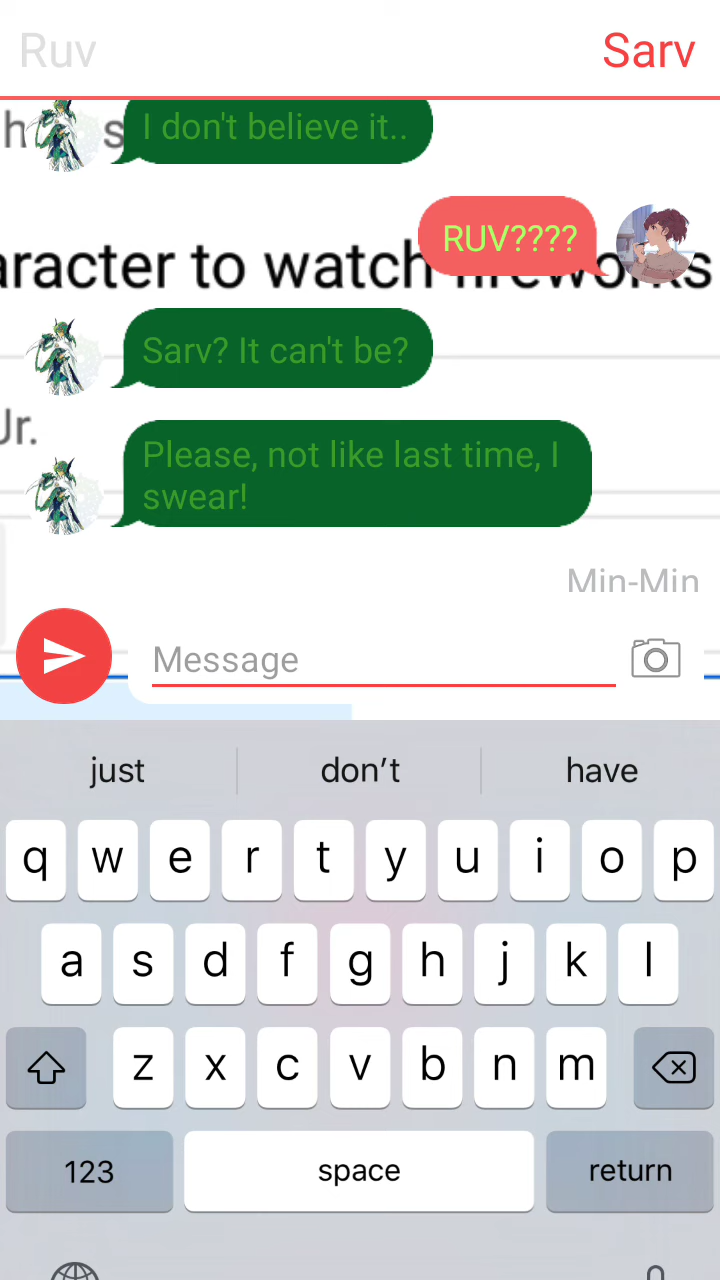 Ruv
Sarv
I don't believe it..
RUV????
aracter to watch fireworks
Sarv? It can't be?
Jr.
Please, not like last time, I
swear!
Min-Min
Message
just
don't
have
q w e r t y u i o p
a s d f g h j k l
z x c v b n m
123
space
return